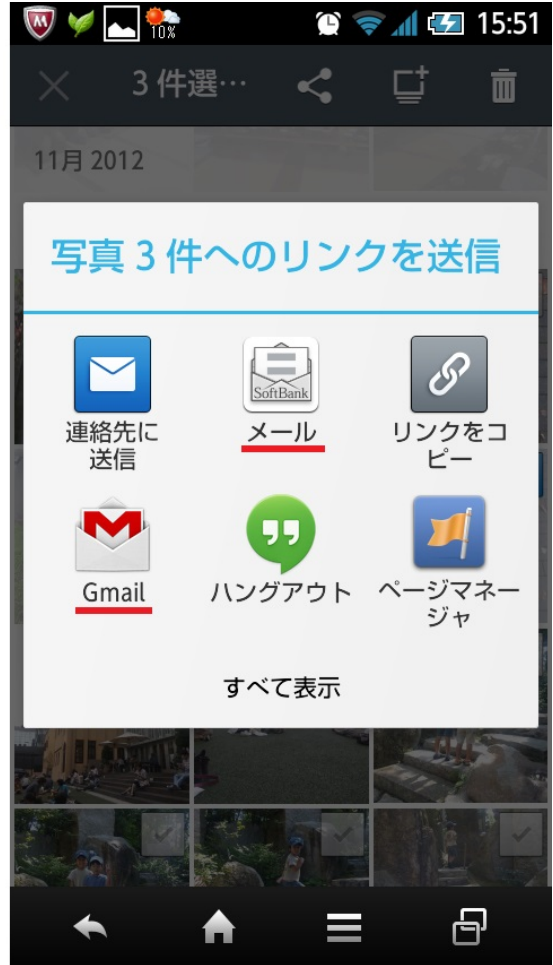 10%
15:51
3 件選…
11月 2012
写真 3 件へのリンクを送信
SoftBank
連絡先に
送信
メール
リンクをコ
ピー
Gmail
ハングアウト
ページマネー
ジャ
すべて表示